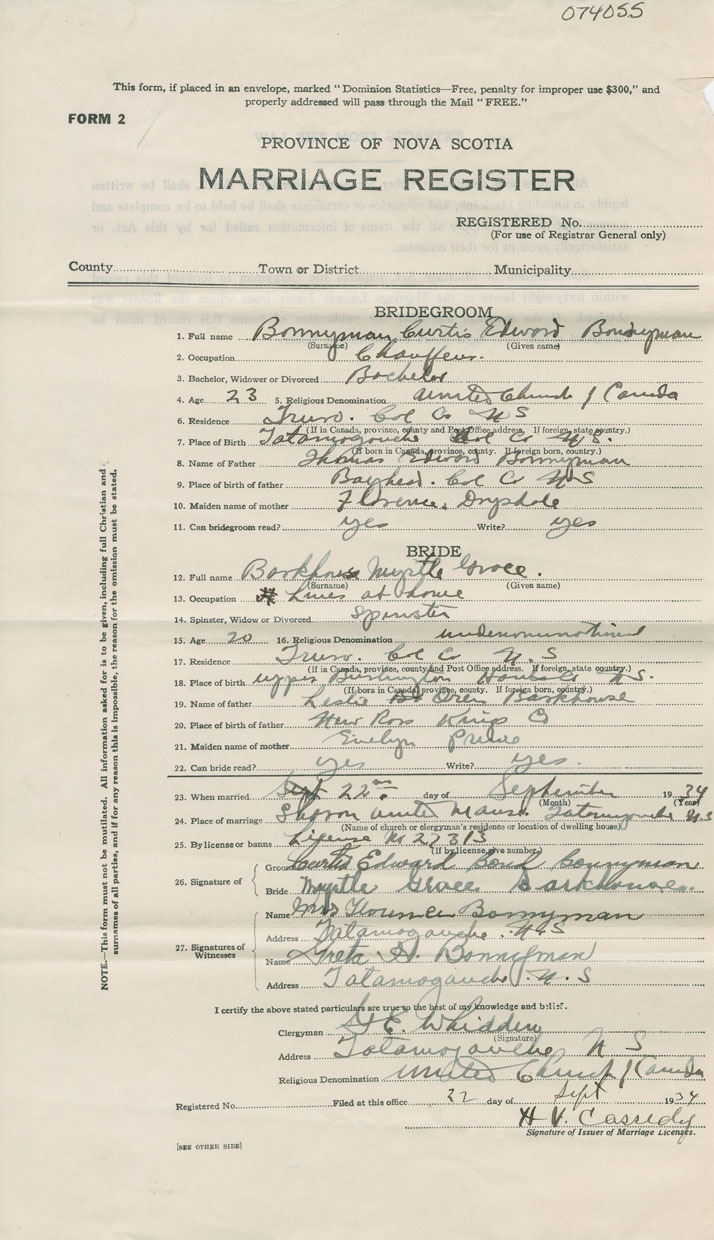 074055
This form, if placed in an envelope, marked "Dominion Statistics—Free, penalty for improper use $300," and
properly addressed will pass through the Mail "FREE."
FORM 2
PROVINCE OF NOVA SCOTIA
MARRIAGE REGISTER
REGISTERED No.
(For use of Registrar General only)
County Town or District Municipality
BRIDEGROOM
1. Full name Bonnyman Curtis Edward Bonnyman
(Surname) (Given name)
2. Occupation Chauffeur.
3. Bachelor, Widower or Divorced Bachelor
4. Age 23 5. Religious Denomination United Church of Canada
6. Residence Truro. Col Co N S
(If in Canada, province, county and Post Office address. If foreign, state country.)
7. Place of Birth Tatamagouche Col Co N.S.
(If born in Canada, province, county. If foreign born, country.)
8. Name of Father Thomas Edward Bonnyman
9. Place of birth of father Bayhead. Col C N S
10. Maiden name of mother Florence Drysdale
11. Can bridegroom read? yes Write? yes
BRIDE
12. Full name Barkhouse Myrtle Grace.
(Surname) (Given name)
13. Occupation Lives at home
14. Spinster, Widow or Divorced Spinster
15. Age 20 16. Religious Denomination undenominational
17. Residence Truro. Col C N.S
(If in Canada, province, county and Post Office address. If foreign, state country.)
18. Place of birth upper Burlington Hants C N S.
(If born in Canada, province, county. If foreign born, country.)
19. Name of father Leslie Oren Barkhouse
20. Place of birth of father New Ross Kings C
21. Maiden name of mother Evelyn
22. Can bride read? yes Write? yes.
23. When married 22nd day of September 1934
(Month) (Year)
24. Place of marriage Sharon United Manse Tatamagouche N.S
(Name of church or clergyman's residence or location of dwelling house)
25. By license or banns License No 27313
(If by license, give number)
26. Signature of
Groom Curtis Edward Bond Bonnyman
Bride Myrtle Grace Barkhouse.
27. Signatures of Witnesses
Name Mrs Florence Bonnyman
Address Tatamagouche. N.S
Name Greta A. Bonnyman
Address Tatamagouche. N.S
I certify the above stated particulars are true to the best of my knowledge and belief.
Clergyman Whidden
(Signature)
Address Tatamagouche N S
Religious Denomination United Church of Canada
Registered No. Filed at this office 22 day of Sept 1934
H V. Cassidy
Signature of Issuer of Marriage Licenses.
[SEE OTHER SIDE]
NOTE.—This form must not be mutilated. All information asked for is to be given, including full Christian and
surnames of all parties, and if for any reason this is impossible, the reason for the omission must be stated.